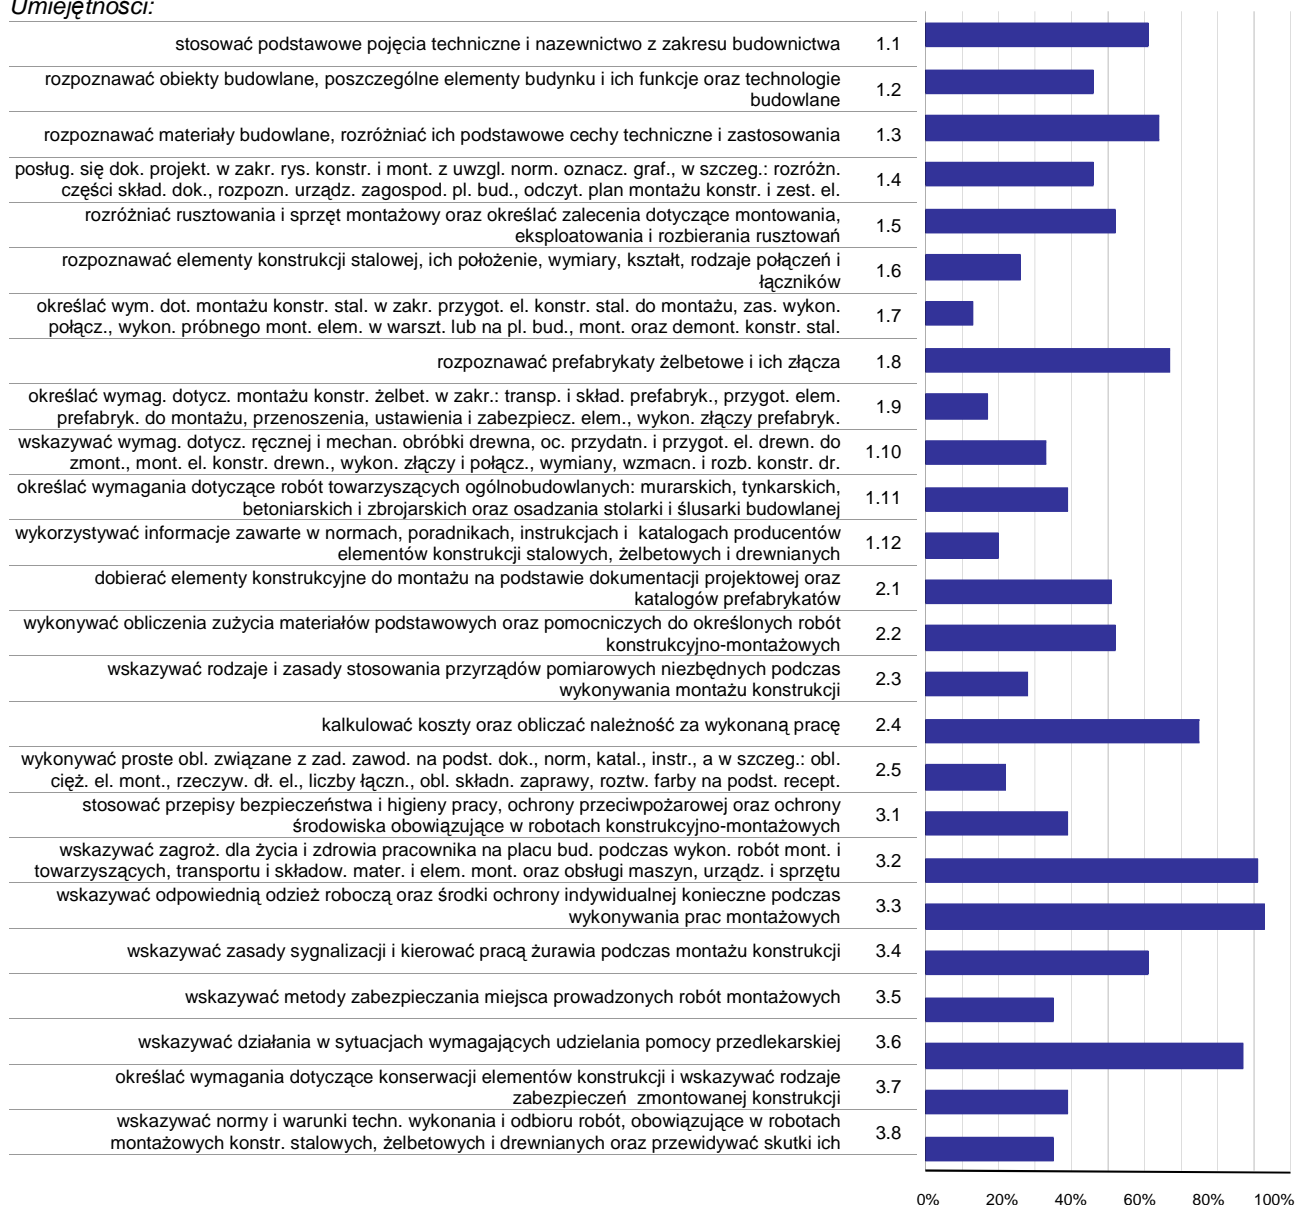 Umiejętności:
stosować podstawowe pojęcia techniczne i nazewnictwo z zakresu budownictwa 1.1
rozpoznawać obiekty budowlane, poszczególne elementy budynku i ich funkcje oraz technologie
budowlane 1.2
rozpoznawać materiały budowlane, rozróżniać ich podstawowe cechy techniczne i zastosowania 1.3
posług. się dok. projekt. w zakr. rys. konstr. i mont. z uwzgl. norm. oznacz. graf., w szczeg.: rozróżn.
części skład. dok., rozpozn. urządz. zagospod. pl. bud., odczyt. plan montażu konstr. i zest. el. 1.4
rozróżniać rusztowania i sprzęt montażowy oraz określać zalecenia dotyczące montowania,
eksploatowania i rozbierania rusztowań 1.5
rozpoznawać elementy konstrukcji stalowej, ich położenie, wymiary, kształt, rodzaje połączeń i
łączników 1.6
określać wym. dot. montażu konstr. stal. w zakr. przygot. el. konstr. stal. do montażu, zas. wykon.
połącz., wykon. próbnego mont. elem. w warszt. lub na pl. bud., mont. oraz demont. konstr. stal. 1.7
rozpoznawać prefabrykaty żelbetowe i ich złącza 1.8
określać wymag. dotycz. montażu konstr. żelbet. w zakr.: transp. i skład. prefabryk., przygot. elem.
prefabryk. do montażu, przenoszenia, ustawienia i zabezpiecz. elem., wykon. złączy prefabryk. 1.9
wskazywać wymag. dotycz. ręcznej i mechan. obróbki drewna, oc. przydatn. i przygot. el. drewn. do
zmont., mont. el. konstr. drewn., wykon. złączy i połącz., wymiany, wzmacn. i rozb. konstr. dr. 1.10
określać wymagania dotyczące robót towarzyszących ogólnobudowlanych: murarskich, tynkarskich,
betoniarskich i zbrojarskich oraz osadzania stolarki i ślusarki budowlanej 1.11
wykorzystywać informacje zawarte w normach, poradnikach, instrukcjach i katalogach producentów
elementów konstrukcji stalowych, żelbetowych i drewnianych 1.12
dobierać elementy konstrukcyjne do montażu na podstawie dokumentacji projektowej oraz
katalogów prefabrykatów 2.1
wykonywać obliczenia zużycia materiałów podstawowych oraz pomocniczych do określonych robót
konstrukcyjno-montażowych 2.2
wskazywać rodzaje i zasady stosowania przyrządów pomiarowych niezbędnych podczas
wykonywania montażu konstrukcji 2.3
kalkulować koszty oraz obliczać należność za wykonaną pracę 2.4
wykonywać proste obl. związane z zad. zawod. na podst. dok., norm, katal., instr., a w szczeg.: obl.
cięż. el. mont., rzeczyw. dł. el., liczby łączn., obl. składn. zaprawy, roztw. farby na podst. recept. 2.5
stosować przepisy bezpieczeństwa i higieny pracy, ochrony przeciwpożarowej oraz ochrony
środowiska obowiązujące w robotach konstrukcyjno-montażowych 3.1
wskazywać zagroż. dla życia i zdrowia pracownika na placu bud. podczas wykon. robót mont. i
towarzyszących, transportu i składow. mater. i elem. mont. oraz obsługi maszyn, urządz. i sprzętu 3.2
wskazywać odpowiednią odzież roboczą oraz środki ochrony indywidualnej konieczne podczas
wykonywania prac montażowych 3.3
wskazywać zasady sygnalizacji i kierować pracą żurawia podczas montażu konstrukcji 3.4
wskazywać metody zabezpieczania miejsca prowadzonych robót montażowych 3.5
wskazywać działania w sytuacjach wymagających udzielania pomocy przedlekarskiej 3.6
określać wymagania dotyczące konserwacji elementów konstrukcji i wskazywać rodzaje
zabezpieczeń zmontowanej konstrukcji 3.7
wskazywać normy i warunki techn. wykonania i odbioru robót, obowiązujące w robotach
montażowych konstr. stalowych, żelbetowych i drewnianych oraz przewidywać skutki ich 3.8
0% 20% 40% 60% 80% 100%